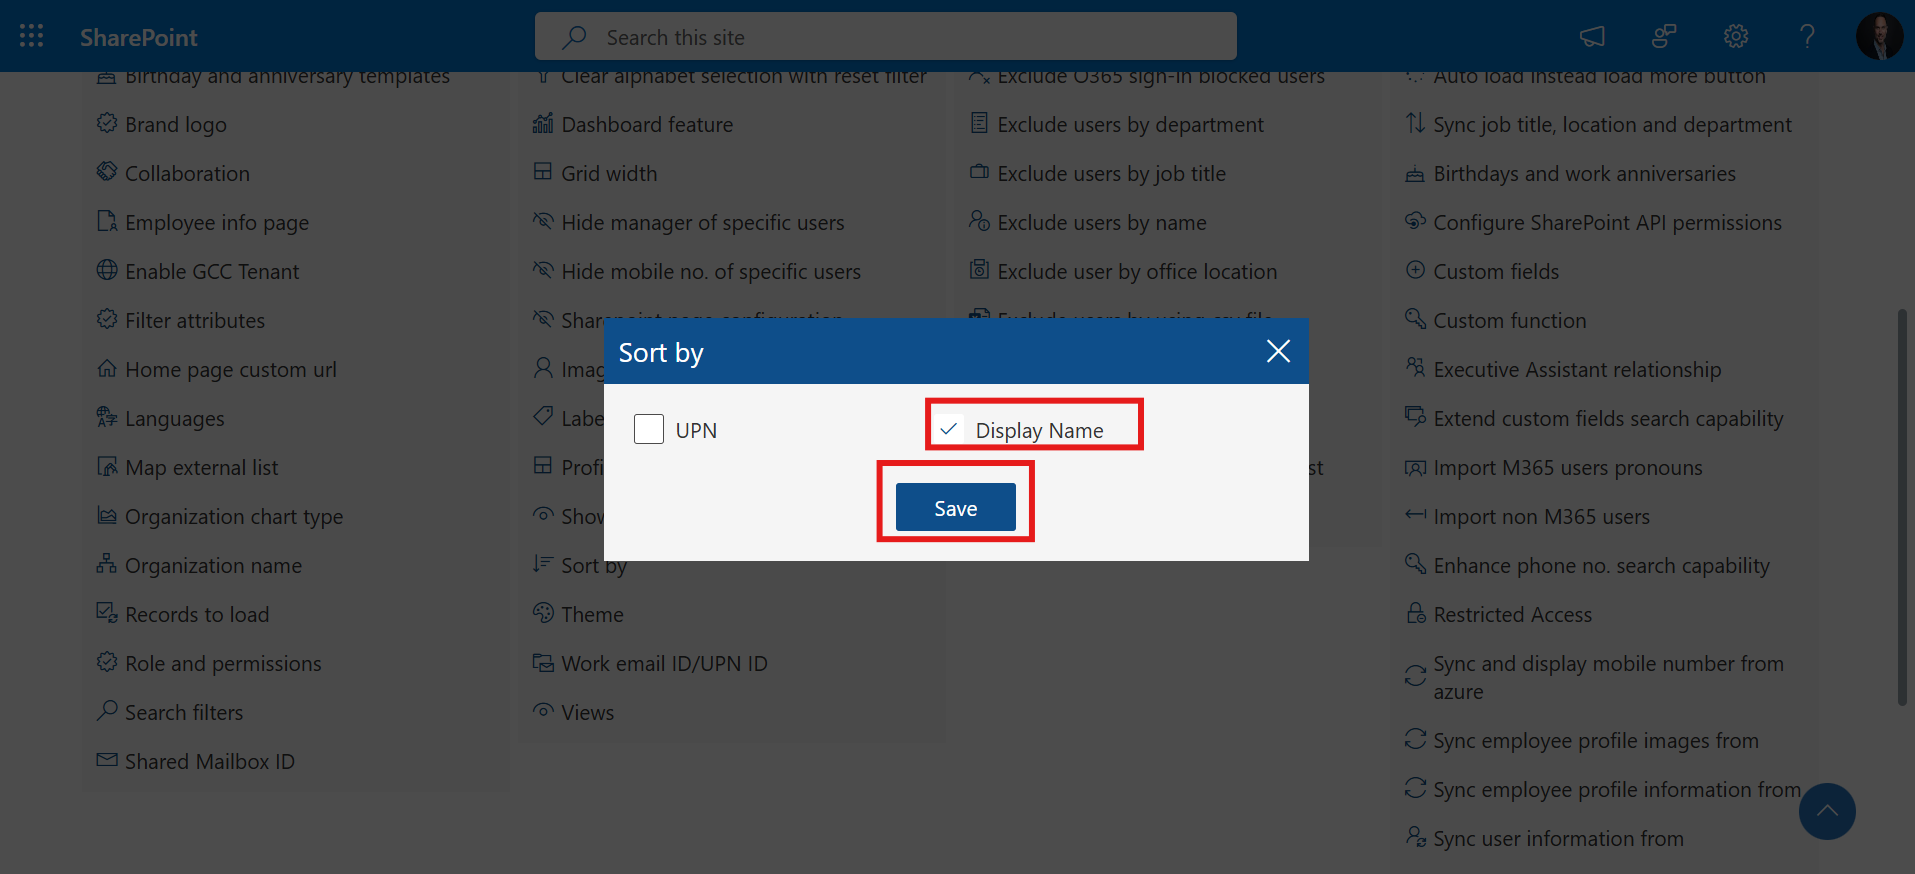 SharePoint
Search this site
Birthday and anniversary templates
Brand logo
Collaboration
Employee info page
Enable GCC Tenant
Filter attributes
Home page custom url
Languages
Map external list
Organization chart type
Organization name
Records to load
Role and permissions
Search filters
Shared Mailbox ID
Clear alphabet selection with reset filter
Dashboard feature
Grid width
Hide manager of specific users
Hide mobile no. of specific users
Sharepoint page configuration
Imag
Labe
Profi
Show
Sort by
Theme
Work email ID/UPN ID
Views
Exclude O365 sign-in blocked users
Exclude users by department
Exclude users by job title
Exclude users by name
Exclude user by office location
Exclude users by using csv file
st
Auto load instead load more button
Sync job title, location and department
Birthdays and work anniversaries
Configure SharePoint API permissions
Custom fields
Custom function
Executive Assistant relationship
Extend custom fields search capability
Import M365 users pronouns
Import non M365 users
Enhance phone no. search capability
Restricted Access
Sync and display mobile number from
azure
Sync employee profile images from
Sync employee profile information from
Sync user information from
Sort by
UPN
Display Name
Save